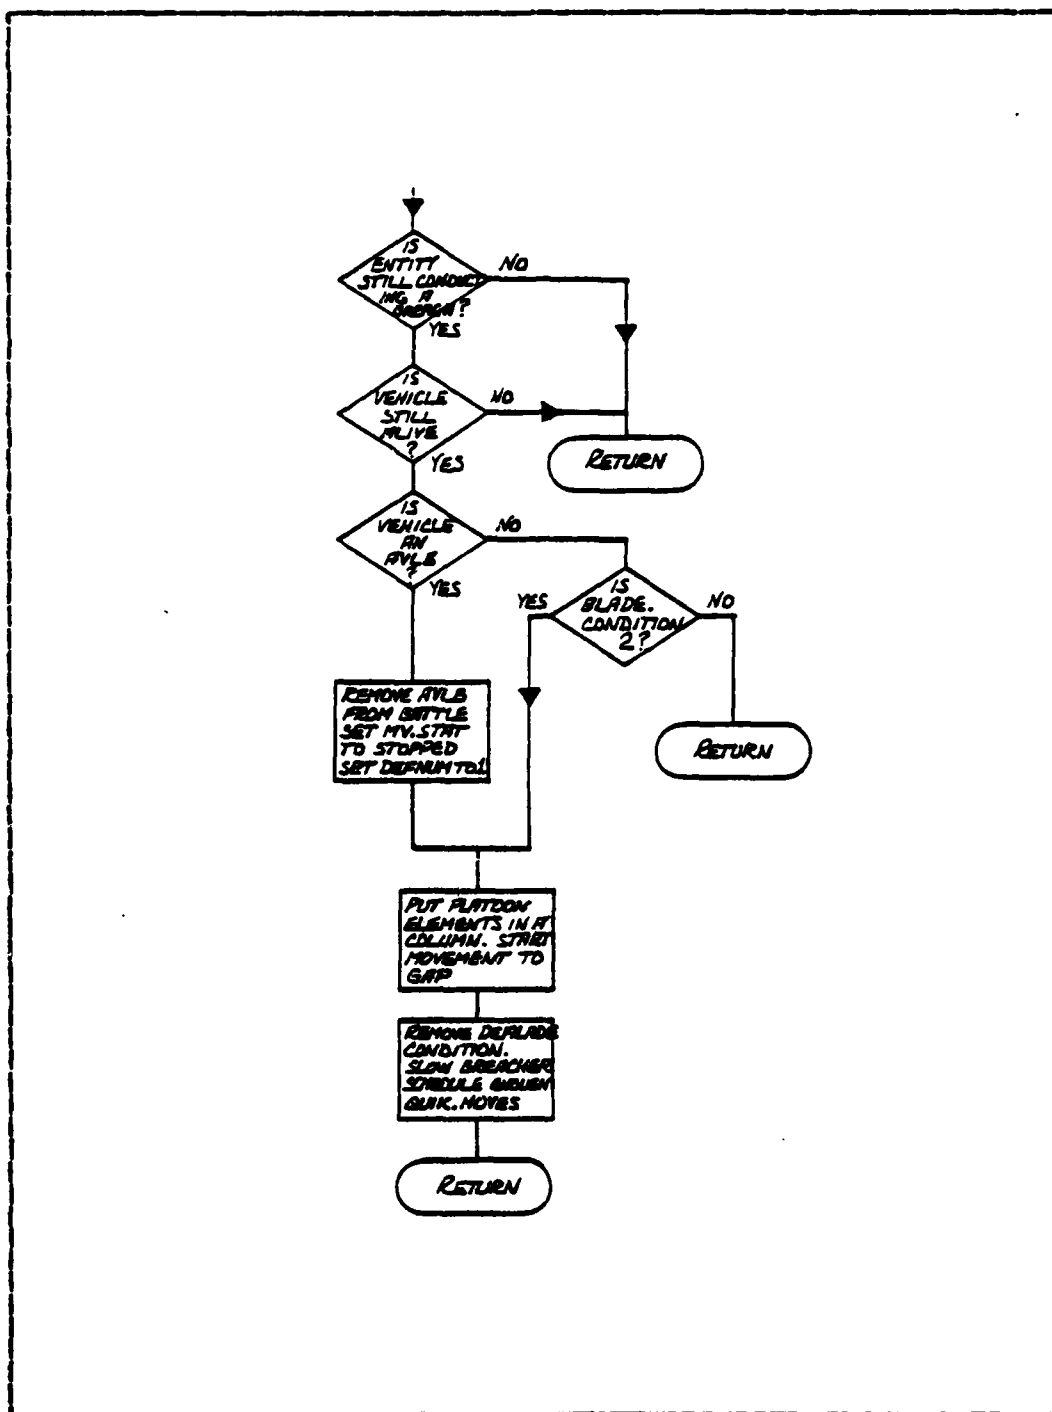 IS
ENTITY
STILL CONDUCT
ING A
BREACH?
NO
YES
IS
VEHICLE
STILL
ALIVE
?
NO
YES
RETURN
IS
VEHICLE
AN
AVLB
?
NO
YES
IS
BLADE.
CONDITION
2?
YES
NO
REMOVE AVLB
FROM BATTLE
SET MV.STAT
TO STOPPED
SET DEFNUM TO 1
RETURN
PUT PLATOON
ELEMENTS IN A
COLUMN. START
MOVEMENT TO
GAP
REMOVE DEFILADE
CONDITION.
SLOW BREACHER
SCHEDULE ENOUGH
QUIK.MOVES
RETURN